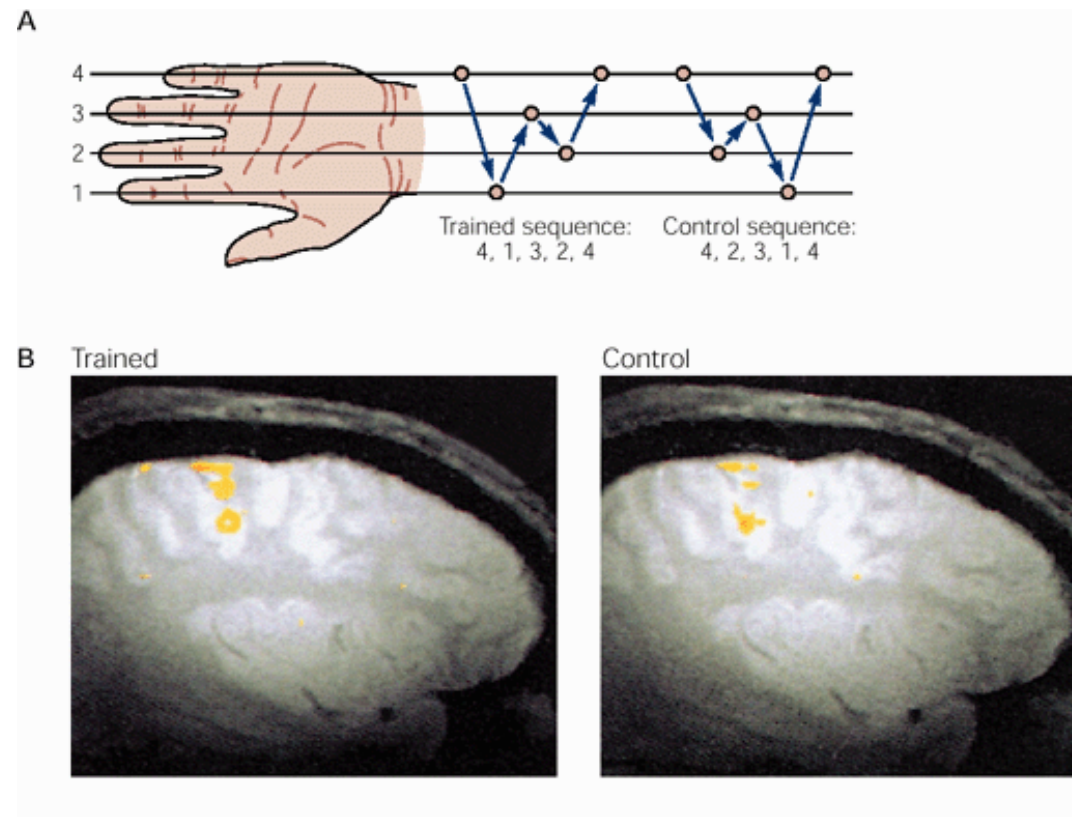 A
4
3
2
1
Trained sequence:
4, 1, 3, 2, 4
Control sequence:
4, 2, 3, 1, 4
B
Trained
Control